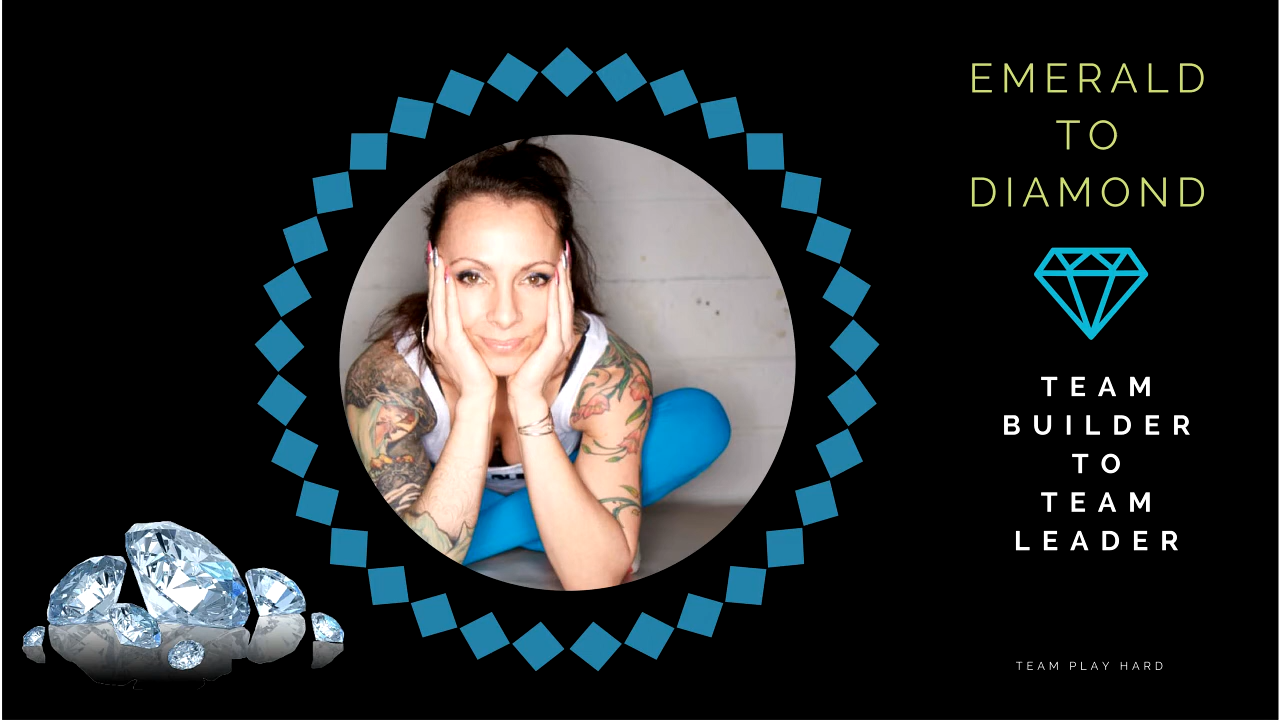 EMERALD
TO
DIAMOND
TEAM
BUILDER
TO
TEAM
LEADER
TEAM PLAY HARD